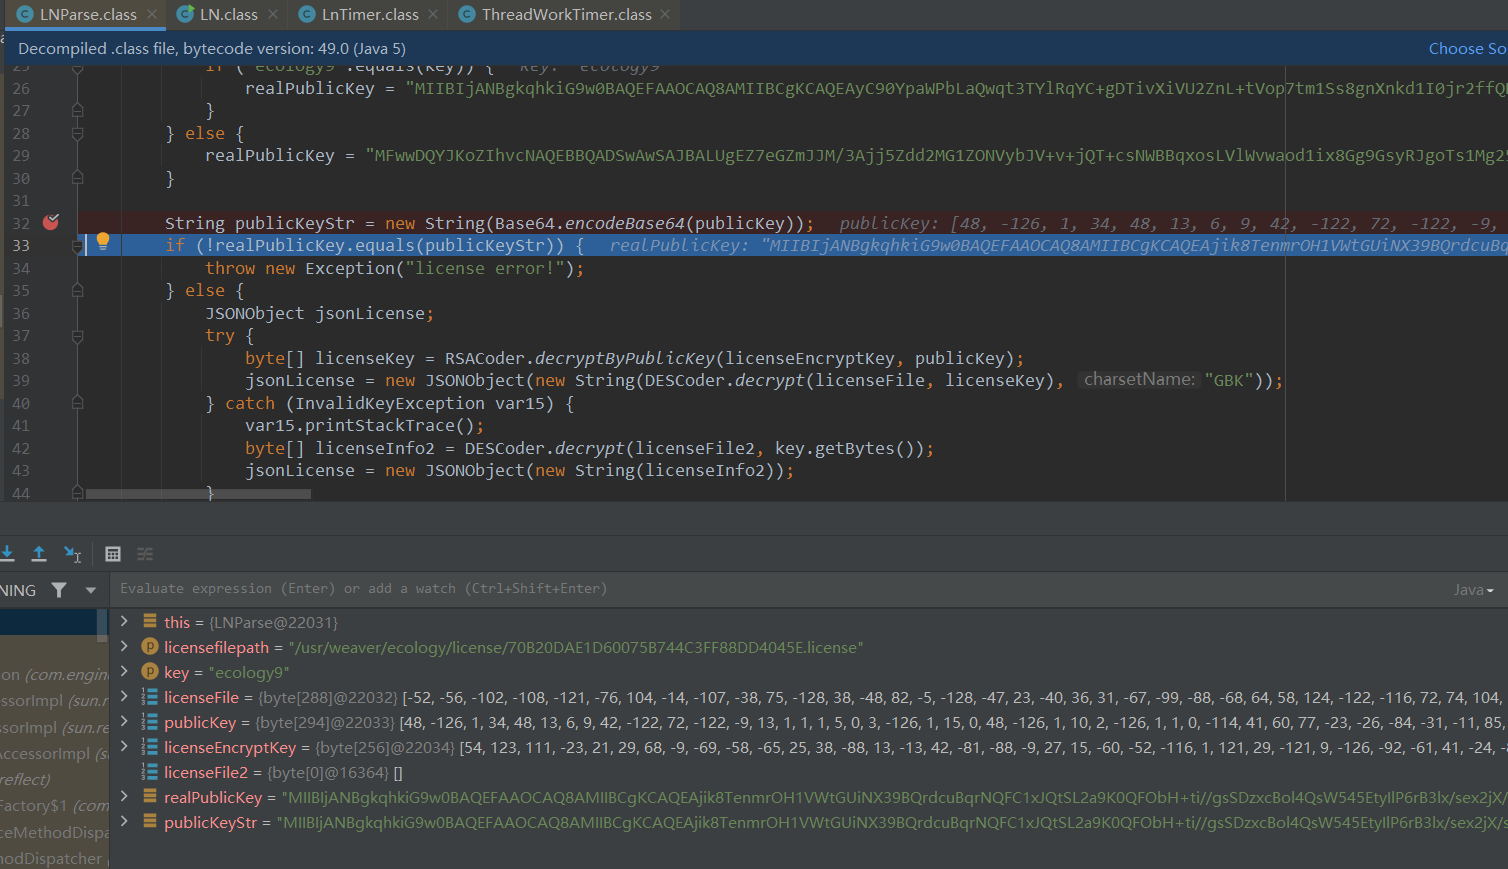 LNParse.class LN.class LnTimer.class ThreadWorkTimer.class
Decompiled .class file, bytecode version: 49.0 (Java 5) Choose So
25 if ("ecology9".equals(key)) { key: "ecology9"
26 realPublicKey = "MIIBIjANBgkqhkiG9w0BAQEFAAOCAQ8AMIIBCgKCAQEAyC90YpaWPbLaQwqt3TYlRqYC+gDTivXiVU2ZnL+tVop7tm1Ss8gnXnkd1I0jr2ffQ
27 }
28 } else {
29 realPublicKey = "MFwwDQYJKoZIhvcNAQEBBQADSwAwSAJBALUgEZ7eGZmJJM/3Ajj5Zdd2MG1ZONVybJV+v+jQT+csNWBBqxosLVlWvwaod1ix8Gg9GsyRJgoTs1Mg2
30 }
31
32 String publicKeyStr = new String(Base64.encodeBase64(publicKey)); publicKey: [48, -126, 1, 34, 48, 13, 6, 9, 42, -122, 72, -122, -9,
33 if (!realPublicKey.equals(publicKeyStr)) { realPublicKey: "MIIBIjANBgkqhkiG9w0BAQEFAAOCAQ8AMIIBCgKCAQEAjik8TenmrOH1VWtGUiNX39BQrdcuBq
34 throw new Exception("license error!");
35 } else {
36 JSONObject jsonLicense;
37 try {
38 byte[] licenseKey = RSACoder.decryptByPublicKey(licenseEncryptKey, publicKey);
39 jsonLicense = new JSONObject(new String(DESCoder.decrypt(licenseFile, licenseKey), charsetName: "GBK"));
40 } catch (InvalidKeyException var15) {
41 var15.printStackTrace();
42 byte[] licenseInfo2 = DESCoder.decrypt(licenseFile2, key.getBytes());
43 jsonLicense = new JSONObject(new String(licenseInfo2));
44 }
NING Evaluate expression (Enter) or add a watch (Ctrl+Shift+Enter) Java
this = {LNParse@22031}
licensefilepath = "/usr/weaver/ecology/license/70B20DAE1D60075B744C3FF88DD4045E.license"
on (com.engin key = "ecology9"
essorImpl (sun.re licenseFile = {byte[288]@22032} [-52, -56, -102, -108, -121, -76, 104, -14, -107, -38, 75, -128, 38, -48, 82, -5, -128, -47, 23, -40, 36, 31, -67, -99, -88, -68, 64, 58, 124, -122, -116, 72, 74, 104,
ssorImpl (sun.re publicKey = {byte[294]@22033} [48, -126, 1, 34, 48, 13, 6, 9, 42, -122, 72, -122, -9, 13, 1, 1, 1, 5, 0, 3, -126, 1, 15, 0, 48, -126, 1, 10, 2, -126, 1, 1, 0, -114, 41, 60, 77, -23, -26, -84, -31, -11, 85,
AccessorImpl (s licenseEncryptKey = {byte[256]@22034} [54, 123, 111, -23, 21, 29, 68, -9, -69, -58, -65, 25, 38, -88, 13, -13, 42, -81, -88, -9, 27, 15, -60, -52, -116, 1, 121, 29, -121, 9, -126, -92, -61, 41, -24,
reflect) licenseFile2 = {byte[0]@16364} []
Factory$1 (com realPublicKey = "MIIBIjANBgkqhkiG9w0BAQEFAAOCAQ8AMIIBCgKCAQEAjik8TenmrOH1VWtGUiNX39BQrdcuBqrNQFC1xJQtSL2a9K0QFObH+ti//gsSDzxcBol4QsW545EtyIlP6rB3lx/sex2jX/
ceMethodDispa publicKeyStr = "MIIBIjANBgkqhkiG9w0BAQEFAAOCAQ8AMIIBCgKCAQEAjik8TenmrOH1VWtGUiNX39BQrdcuBqrNQFC1xJQtSL2a9K0QFObH+ti//gsSDzxcBol4QsW545EtyIlP6rB3lx/sex2jX/s
hodDispatcher